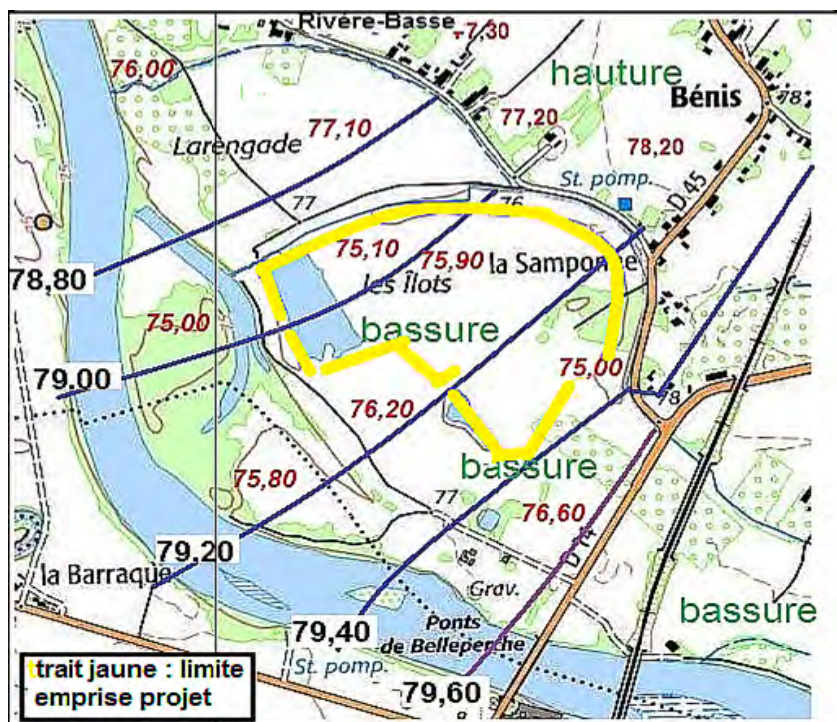 Rivère-Basse
77,30
76,00
hauture
Bénis
78
77,10
Larengade
77,20
78,20
St. pomp.
D 45
77
76
75,10
75,90
la Samponne
78,80
les Îlots
75,00
bassure
75,00
79,00
76,20
78
bassure
75,80
77
76,60
79,20
la Barraque
Grav.
D 14
bassure
79,40
Ponts
de Belleperche
St. pomp.
79,60
trait jaune : limite
emprise projet